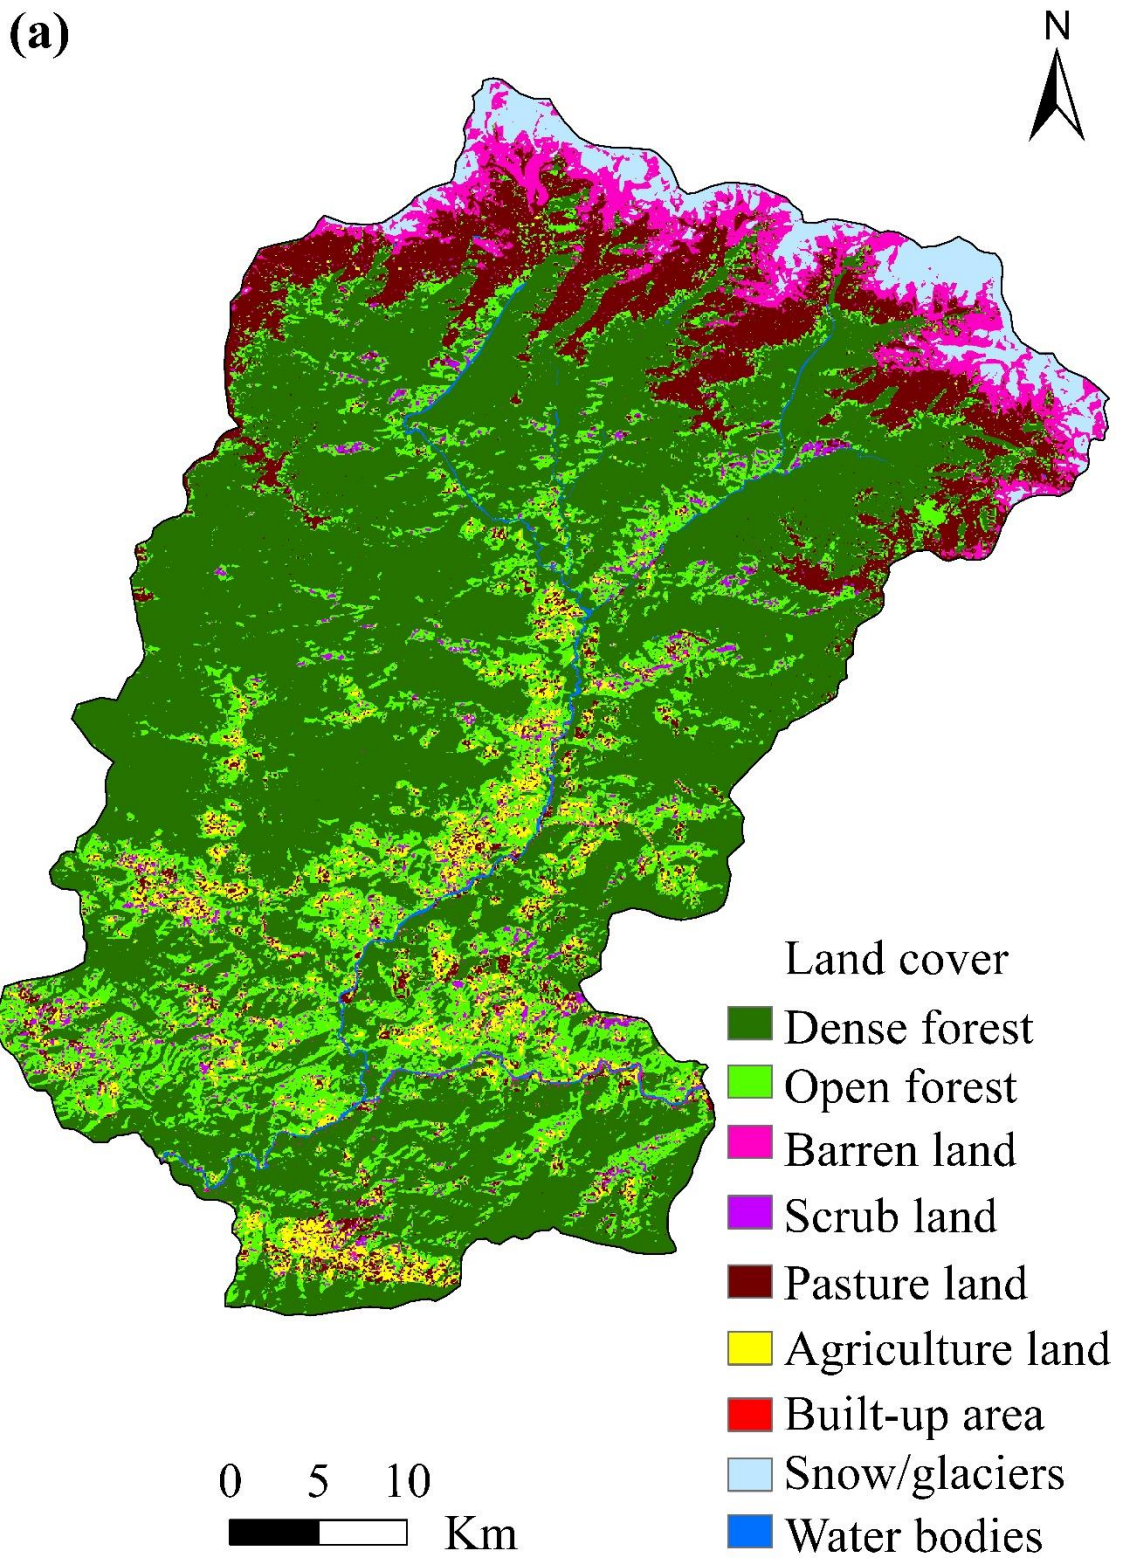 (a)
N
Land cover
Dense forest
Open forest
Barren land
Scrub land
Pasture land
Agriculture land
Built-up area
Snow/glaciers
Water bodies
0 5 10
Km